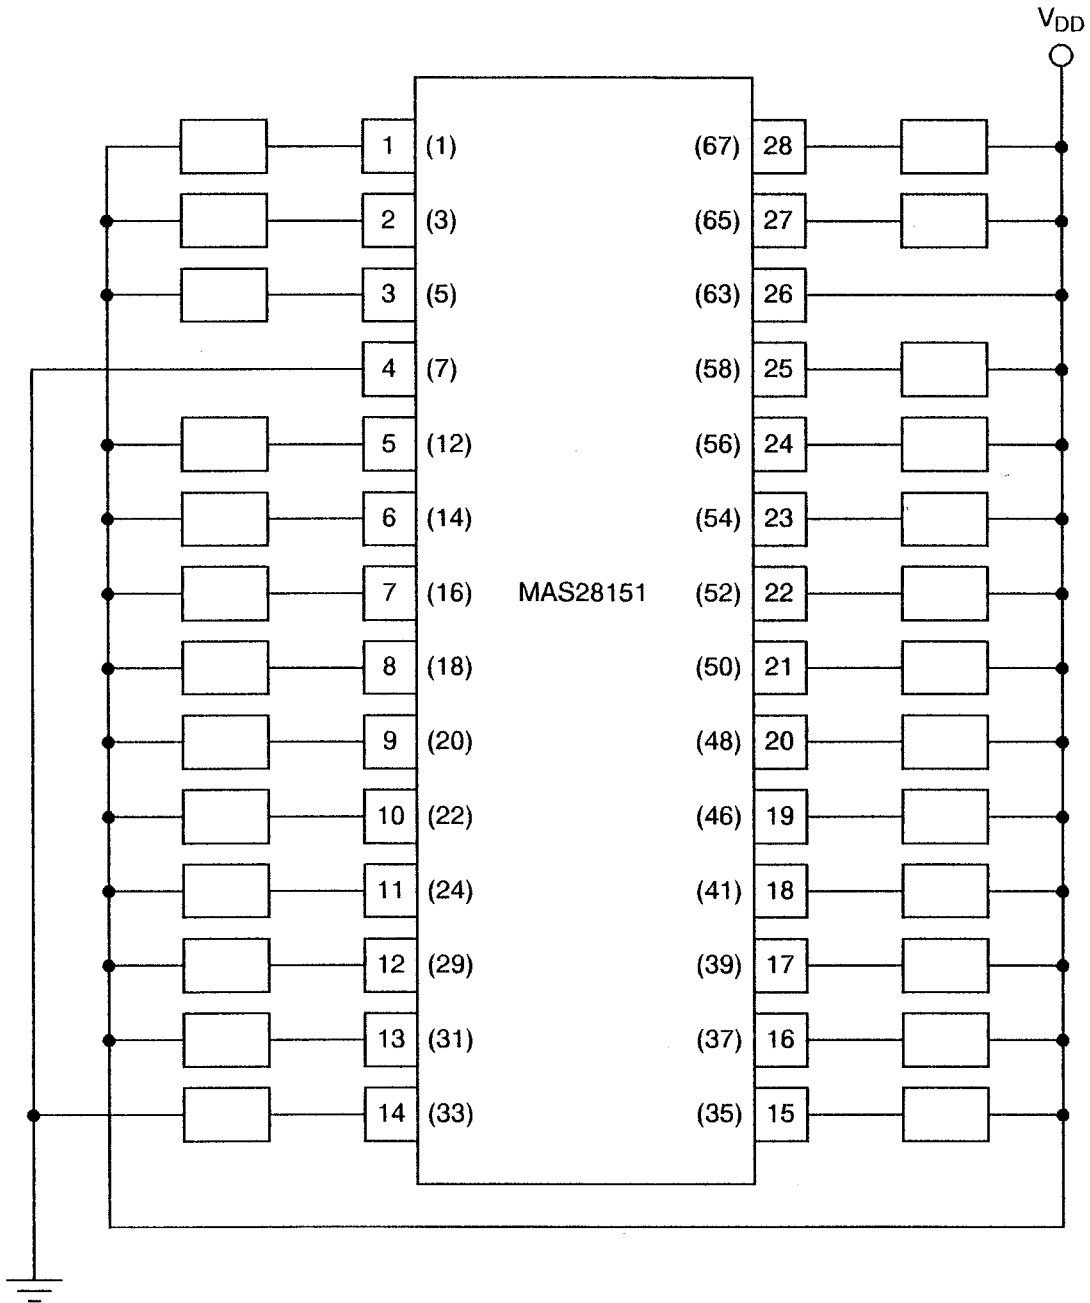 VDD
1 (1) (67) 28
2 (3) (65) 27
3 (5) (63) 26
4 (7) (58) 25
5 (12) (56) 24
6 (14) (54) 23
7 (16) MAS28151 (52) 22
8 (18) (50) 21
9 (20) (48) 20
10 (22) (46) 19
11 (24) (41) 18
12 (29) (39) 17
13 (31) (37) 16
14 (33) (35) 15